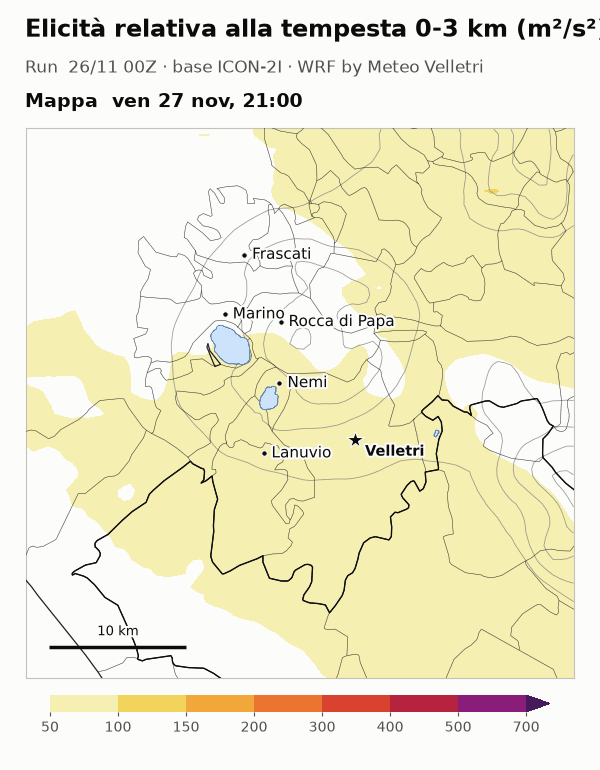 Elicità relativa alla tempesta 0-3 km (m²/s²)
Run 26/11 00Z · base ICON-2I · WRF by Meteo Velletri
Mappa ven 27 nov, 21:00
Frascati
Marino
Rocca di Papa
Nemi
Velletri
Lanuvio
10 km
50 100 150 200 300 400 500 700